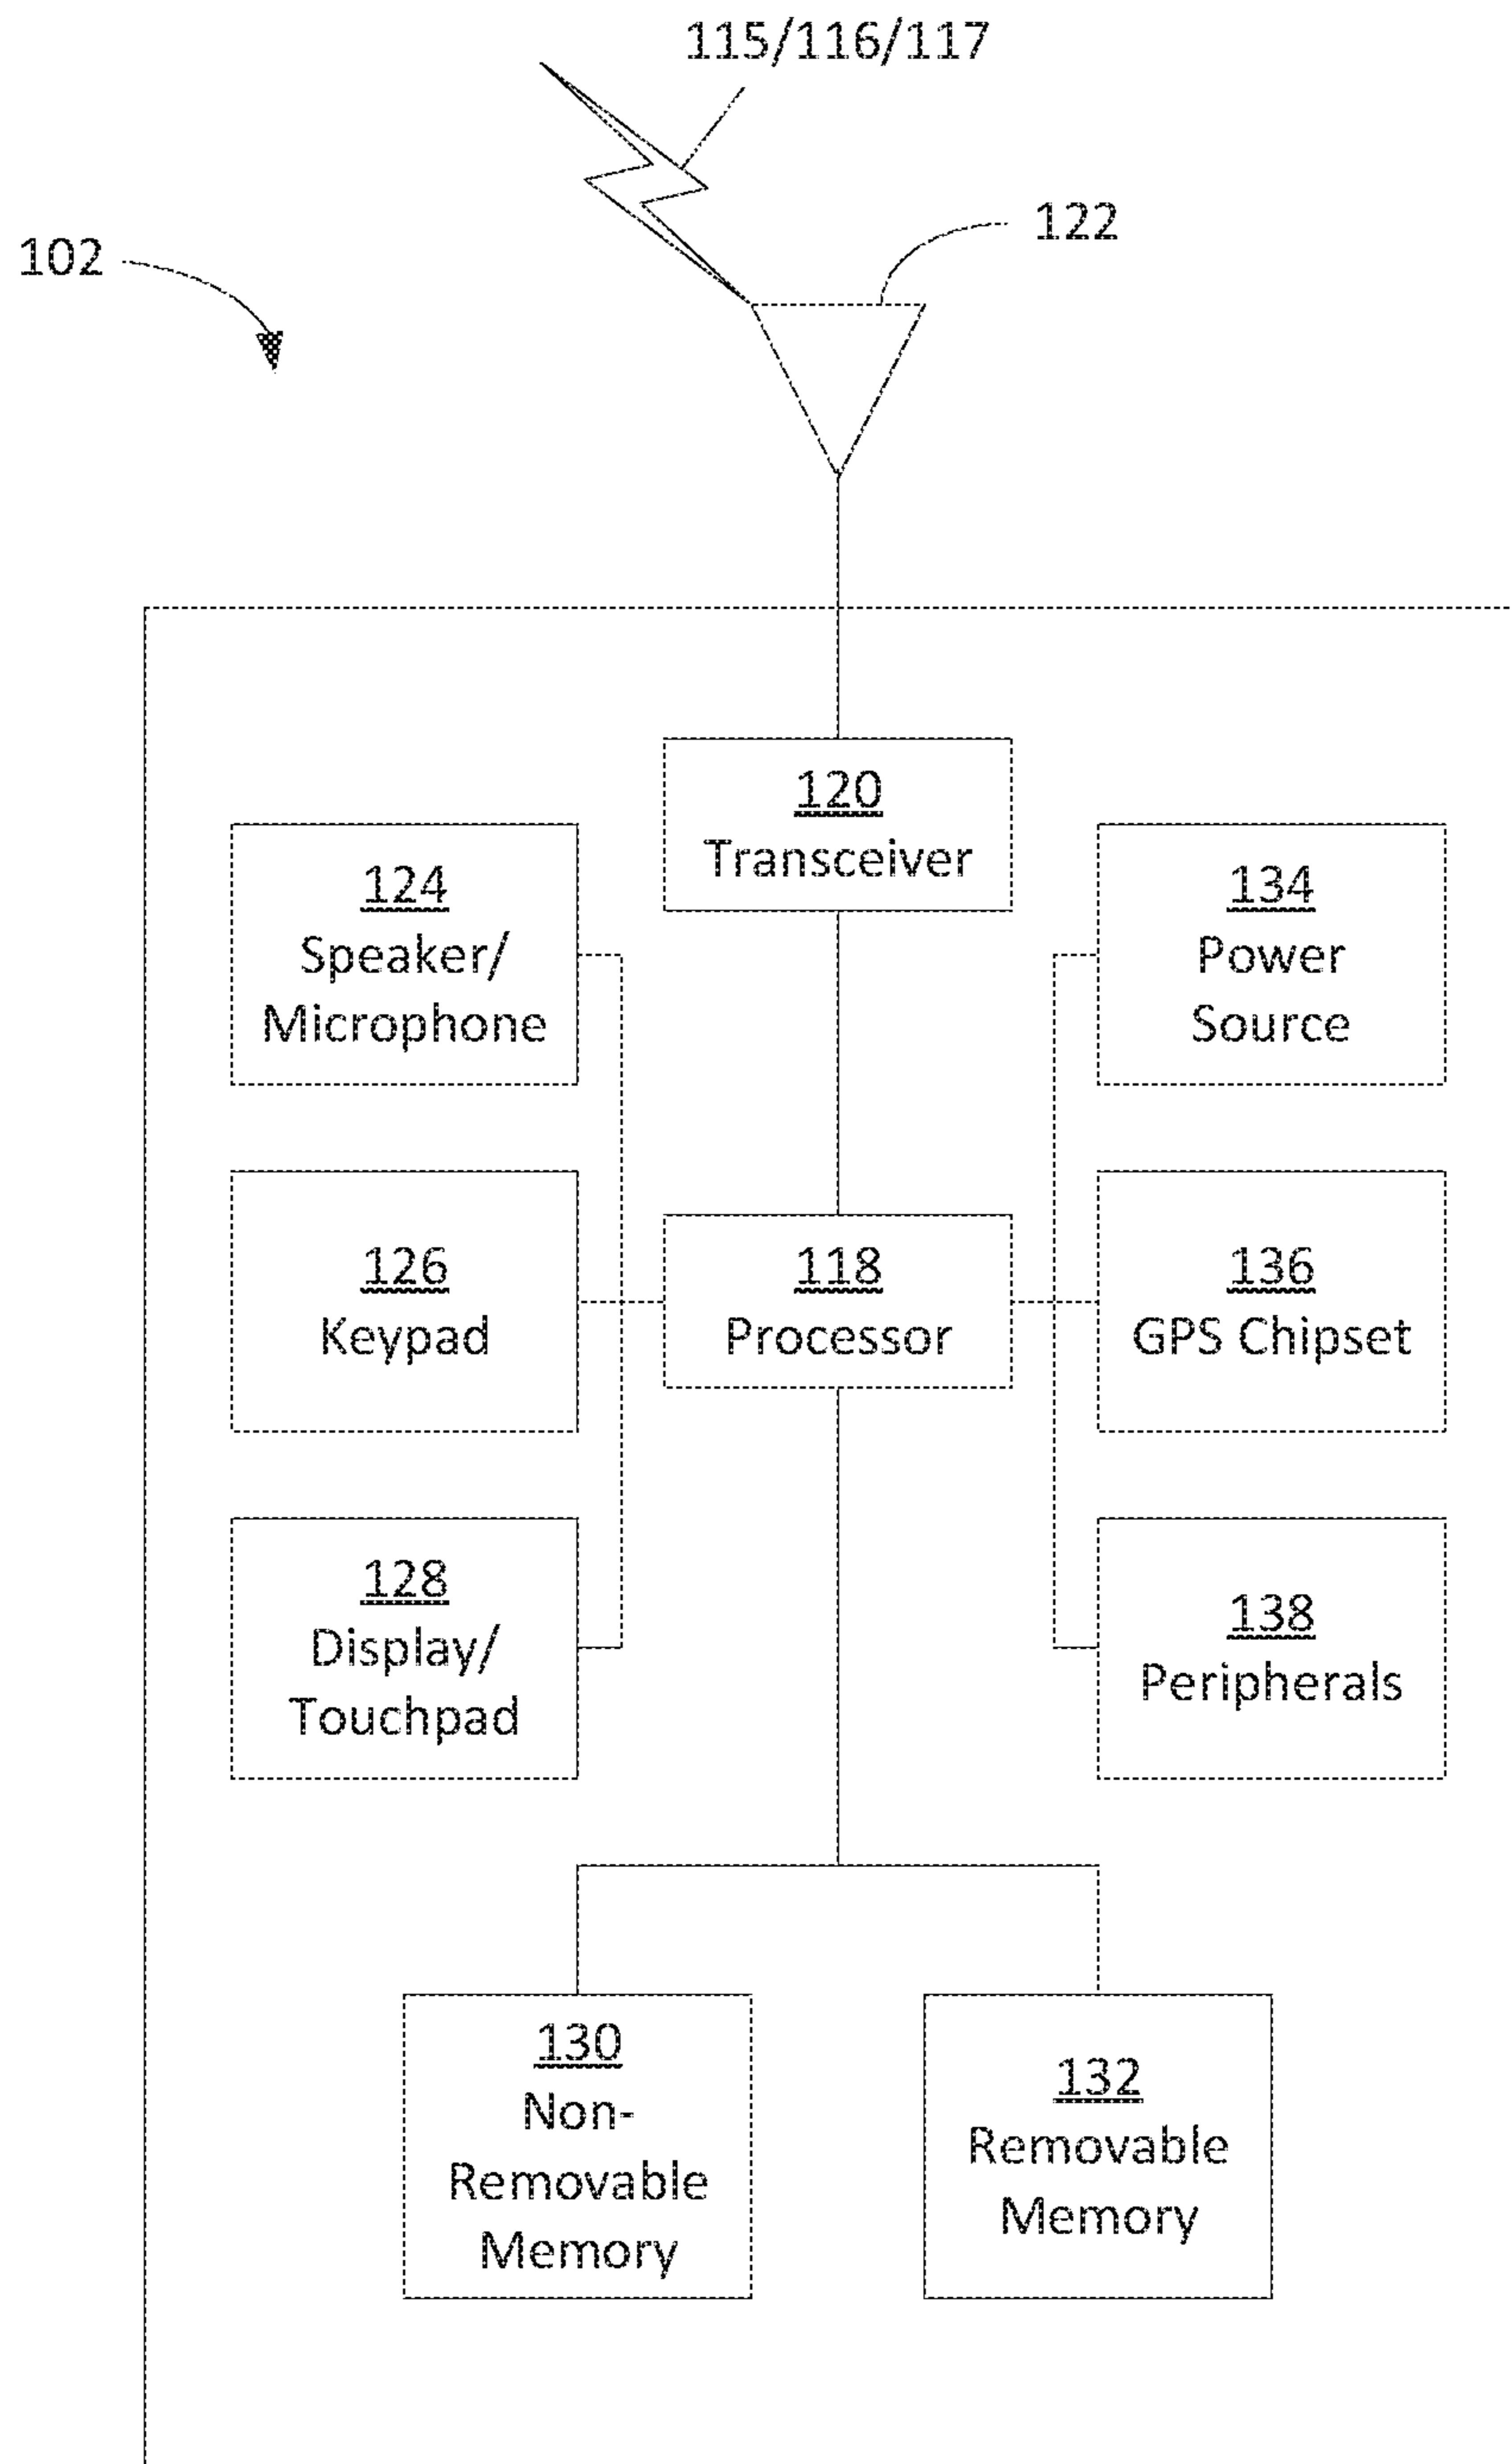 115/116/117
122
102
120
Transceiver
124
Speaker/
Microphone
134
Power
Source
126
Keypad
118
Processor
136
GPS Chipset
128
Display/
Touchpad
138
Peripherals
130
Non-
Removable
Memory
132
Removable
Memory